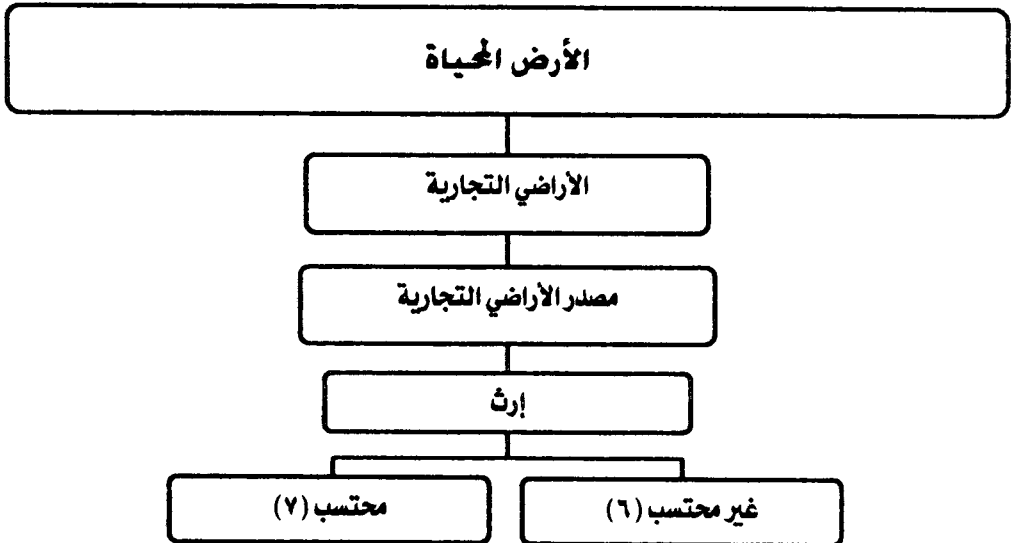 الأرض المحياة
الأراضي التجارية
مصدر الأراضي التجارية
إرث
غير محتسب (٦)
محتسب (٧)